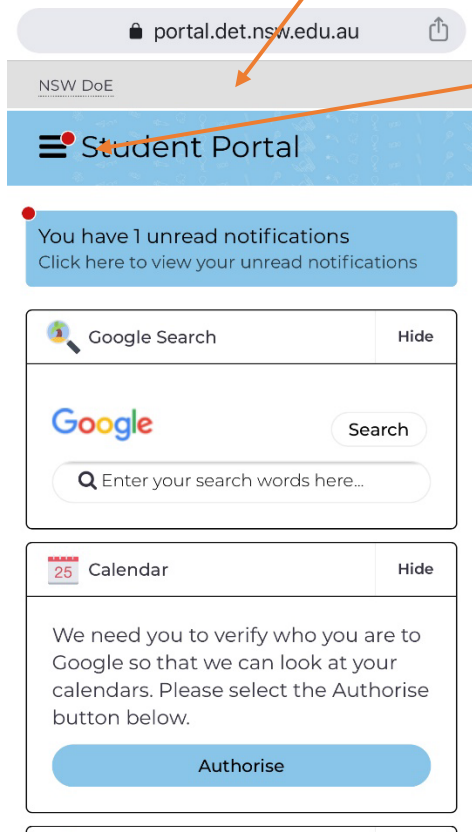 portal.det.nsw.edu.au
NSW DoE
Student Portal
You have 1 unread notifications
Click here to view your unread notifications
Google Search Hide
Google
Search
Enter your search words here...
25 Calendar Hide
We need you to verify who you are to
Google so that we can look at your
calendars. Please select the Authorise
button below.
Authorise